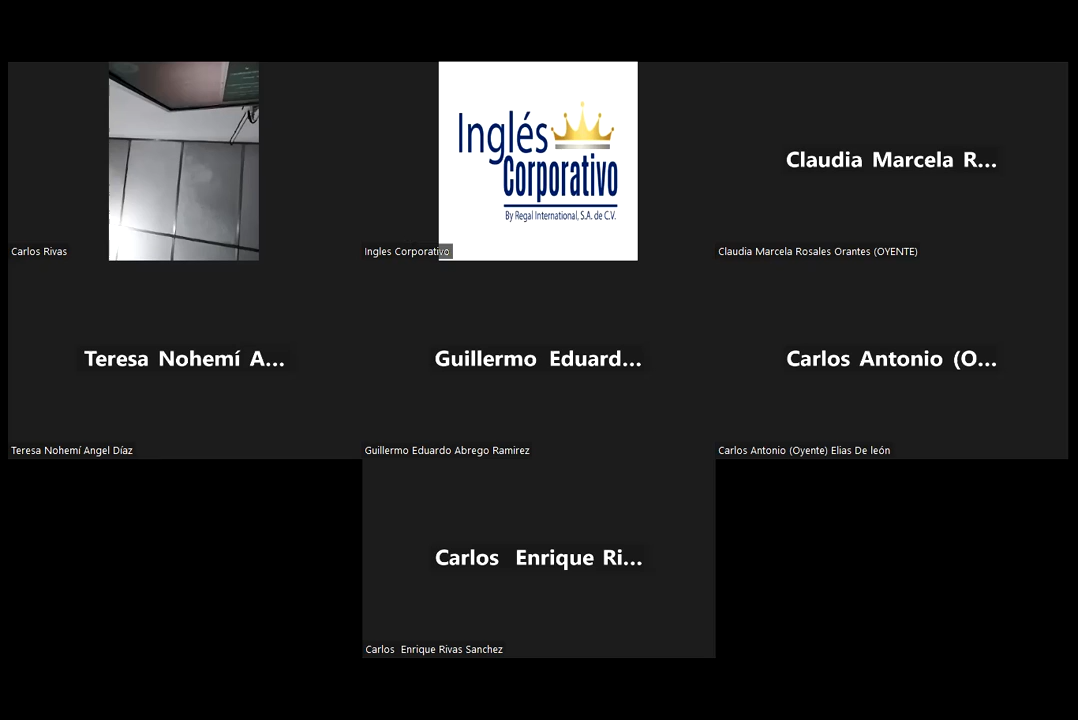 Carlos Rivas
Inglés
Corporativo
By Regal International, S.A. de C.V.
Ingles Corporativo
Claudia Marcela R...
Claudia Marcela Rosales Orantes (OYENTE)
Teresa Nohemí A...
Teresa Nohemí Angel Díaz
Guillermo Eduard...
Guillermo Eduardo Abrego Ramirez
Carlos Antonio (O...
Carlos Antonio (Oyente) Elias De león
Carlos Enrique Ri...
Carlos Enrique Rivas Sanchez